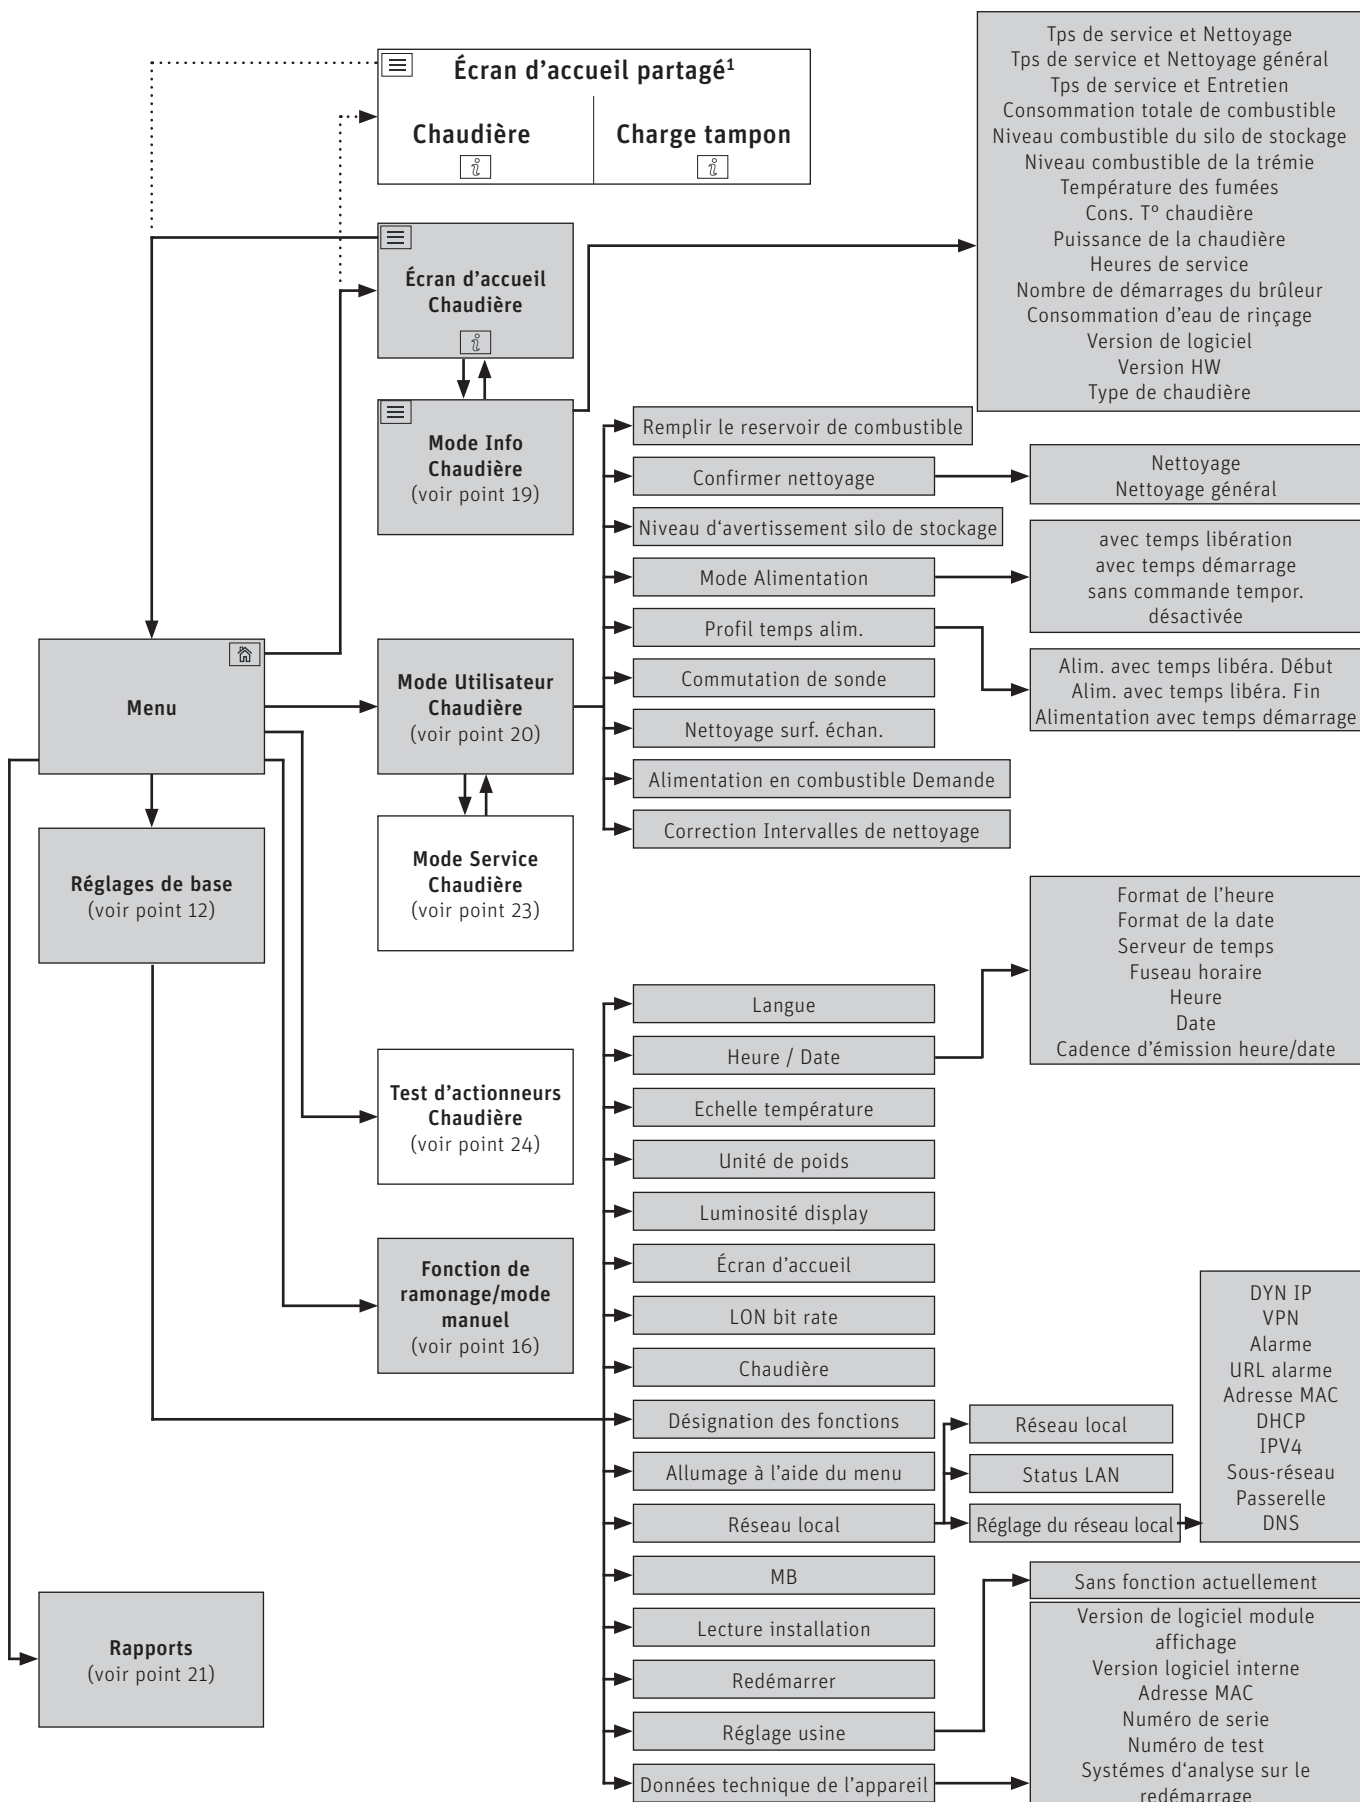 Écran d'accueil partagé¹
Chaudière
Charge tampon
Tps de service et Nettoyage
Tps de service et Nettoyage général
Tps de service et Entretien
Consommation totale de combustible
Niveau combustible du silo de stockage
Niveau combustible de la trémie
Température des fumées
Cons. T° chaudière
Puissance de la chaudière
Heures de service
Nombre de démarrages du brûleur
Consommation d'eau de rinçage
Version de logiciel
Version HW
Type de chaudière
Écran d'accueil
Chaudière
Mode Info
Chaudière
(voir point 19)
Remplir le reservoir de combustible
Confirmer nettoyage
Nettoyage
Nettoyage général
Niveau d‘avertissement silo de stockage
Mode Alimentation
avec temps libération
avec temps démarrage
sans commande tempor.
désactivée
Profil temps alim.
Alim. avec temps libéra. Début
Alim. avec temps libéra. Fin
Alimentation avec temps démarrage
Commutation de sonde
Nettoyage surf. échan.
Alimentation en combustible Demande
Correction Intervalles de nettoyage
Menu
Mode Utilisateur
Chaudière
(voir point 20)
Mode Service
Chaudière
(voir point 23)
Réglages de base
(voir point 12)
Test d'actionneurs
Chaudière
(voir point 24)
Fonction de
ramonage/mode
manuel
(voir point 16)
Rapports
(voir point 21)
Langue
Heure / Date
Format de l’heure
Format de la date
Serveur de temps
Fuseau horaire
Heure
Date
Cadence d'émission heure/date
Echelle température
Unité de poids
Luminosité display
Écran d'accueil
LON bit rate
Chaudière
Désignation des fonctions
Allumage à l'aide du menu
Réseau local
Réseau local
Status LAN
Réglage du réseau local
DYN IP
VPN
Alarme
URL alarme
Adresse MAC
DHCP
IPV4
Sous-réseau
Passerelle
DNS
MB
Lecture installation
Redémarrer
Réglage usine
Sans fonction actuellement
Données technique de l'appareil
Version de logiciel module
affichage
Version logiciel interne
Adresse MAC
Numéro de serie
Numéro de test
Systémes d‘analyse sur le
redémarrage